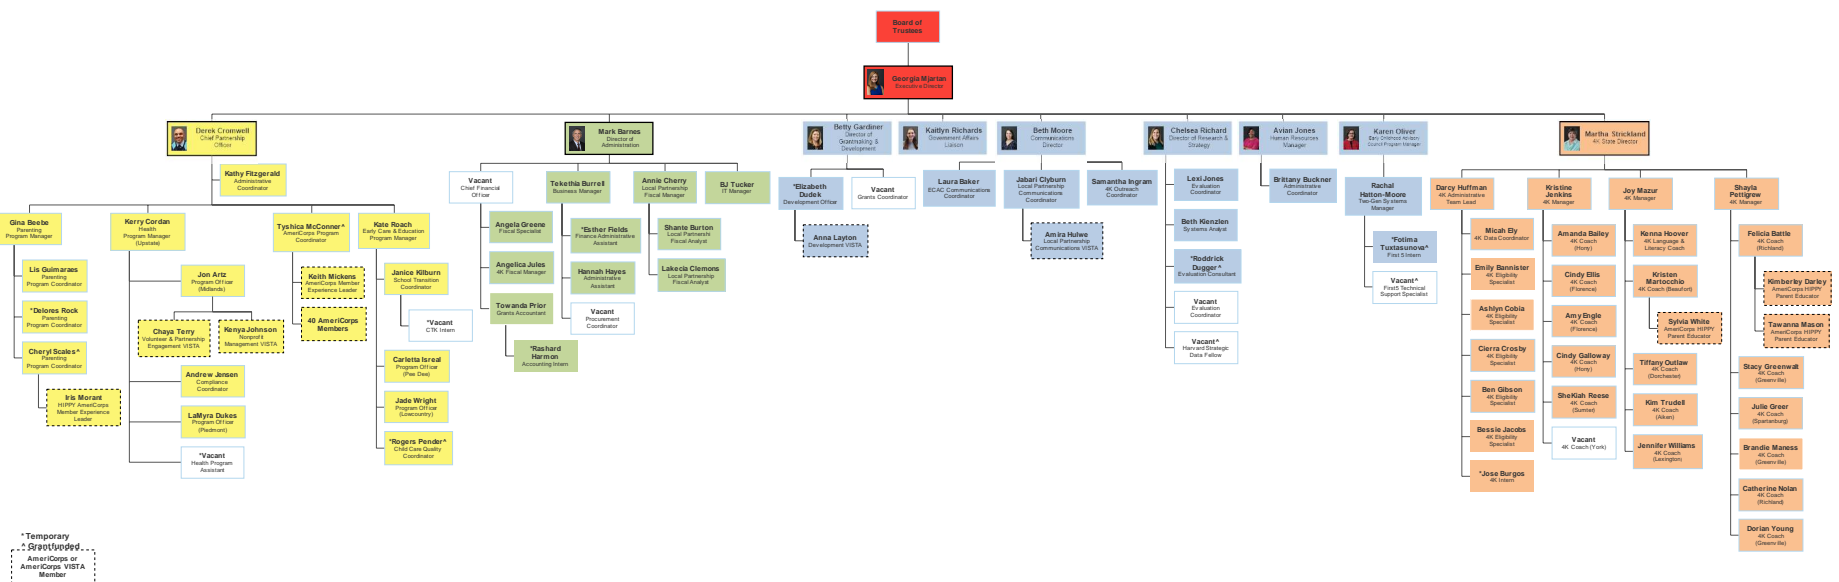 Board of
Trustees
Georgia Mjartan
Executive Director
Derek Cromwell
Chief Partnership
Officer
Mark Barnes
Director of
Administration
Betty Gardiner
Director of
Grantmaking &
Development
Kaitlyn Richards
Government Affairs
Liaison
Beth Moore
Communications
Director
Chelsea Richard
Director of Research &
Strategy
Avian Jones
Human Resources
Manager
Karen Oliver
Early Childhood Advisory
Council Program Manager
Martha Strickland
4K State Director
Kathy Fitzgerald
Administrative
Coordinator
Gina Beebe
Parenting
Program Manager
Lis Guimaraes
Parenting
Program Coordinator
*Delores Rock
Parenting
Program Coordinator
Cheryl Scales^
Parenting
Program Coordinator
Iris Morant
HIPPY AmeriCorps
Member Experience
Leader
Kerry Cordan
Health
Program Manager
(Upstate)
Jon Artz
Program Officer
(Midlands)
Chaya Terry
Volunteer & Partnership
Engagement VISTA
Kenya Johnson
Nonprofit
Management VISTA
Andrew Jensen
Compliance
Coordinator
LaMyra Dukes
Program Officer
(Piedmont)
*Vacant
Health Program
Assistant
Tyshica McConner^
AmeriCorps Program
Coordinator
Keith Mickens
AmeriCorps Member
Experience Leader
40 AmeriCorps
Members
Kate Roach
Early Care & Education
Program Manager
Janice Kilburn
School Transition
Coordinator
*Vacant
CTK Intern
Carletta Isreal
Program Officer
(Pee Dee)
Jade Wright
Program Officer
(Lowcountry)
*Rogers Pender^
Child Care Quality
Coordinator
Vacant
Chief Financial
Officer
Angela Greene
Fiscal Specialist
Angelica Jules
4K Fiscal Manager
Towanda Prior
Grants Accountant
*Rashard
Harmon
Accounting Intern
Tekethia Burrell
Business Manager
*Esther Fields
Finance Administrative
Assistant
Hannah Hayes
Administrative
Assistant
Vacant
Procurement
Coordinator
Annie Cherry
Local Partnership
Fiscal Manager
Shante Burton
Local Partnershi
Fiscal Analyst
Lakecia Clemons
Local Partnership
Fiscal Analyst
BJ Tucker
IT Manager
*Elizabeth
Dudek
Development Officer
Anna Layton
Development VISTA
Vacant
Grants Coordinator
Laura Baker
ECAC Communications
Coordinator
Jabari Clyburn
Local Partnership
Communications
Coordinator
Amira Hulwe
Local Partnership
Communications VISTA
Samantha Ingram
4K Outreach
Coordinator
Lexi Jones
Evaluation
Coordinator
Beth Kienzlen
Systems Analyst
*Roddrick
Dugger^
Evaluation Consultant
Vacant
Evaluation
Coordinator
Vacant^
Harvard Strategic
Data Fellow
Brittany Buckner
Administrative
Coordinator
Rachal
Hatton-Moore
Two-Gen Systems
Manager
*Fotima
Tuxtasunova^
First 5 Intern
Vacant^
First5 Technical
Support Specialist
Darcy Huffman
4K Administrative
Team Lead
Micah Ely
4K Data Coordinator
Emily Bannister
4K Eligibility
Specialist
Ashlyn Cobia
4K Eligibility
Specialist
Cierra Crosby
4K Eligibility
Specialist
Ben Gibson
4K Eligibility
Specialist
Bessie Jacobs
4K Eligibility
Specialist
*Jose Burgos
4K Intern
Kristine
Jenkins
4K Manager
Amanda Bailey
4K Coach
(Horry)
Cindy Ellis
4K Coach
(Florence)
Amy Engle
4K Coach
(Florence)
Cindy Galloway
4K Coach
(Horry)
SheKiah Reese
4K Coach
(Sumter)
Vacant
4K Coach (York)
Joy Mazur
4K Manager
Kenna Hoover
4K Language &
Literacy Coach
Kristen
Martocchio
4K Coach (Beaufort)
Sylvia White
AmeriCorps HIPPY
Parent Educator
Tiffany Outlaw
4K Coach
(Dorchester)
Kim Trudell
4K Coach
(Aiken)
Jennifer Williams
4K Coach
(Lexington)
Shayla
Pettigrew
4K Manager
Felicia Battle
4K Coach
(Richland)
Kimberley Darley
AmeriCorps HIPPY
Parent Educator
Tawanna Mason
AmeriCorps HIPPY
Parent Educator
Stacy Greenwalt
4K Coach
(Greenville)
Julie Greer
4K Coach
(Spartanburg)
Brandie Maness
4K Coach
(Greenville)
Catherine Nolan
4K Coach
(Richland)
Dorian Young
4K Coach
(Greenville)
* Temporary
^ Grant funded
AmeriCorps or
AmeriCorps VISTA
Member